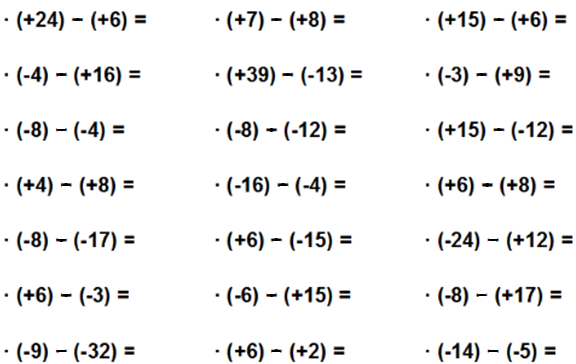 · (+24) – (+6) = · (+7) – (+8) = · (+15) – (+6) =
· (-4) – (+16) = · (+39) – (-13) = · (-3) – (+9) =
· (-8) – (-4) = · (-8) – (-12) = · (+15) – (-12) =
· (+4) – (+8) = · (-16) – (-4) = · (+6) – (+8) =
· (-8) – (-17) = · (+6) – (-15) = · (-24) – (+12) =
· (+6) – (-3) = · (-6) – (+15) = · (-8) – (+17) =
· (-9) – (-32) = · (+6) – (+2) = · (-14) – (-5) =